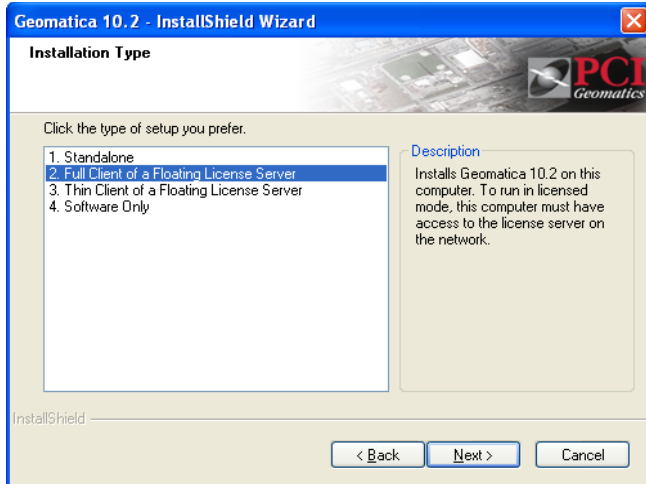 Geomatica 10.2 - InstallShield Wizard
Installation Type
PCI
Geomatics
Click the type of setup you prefer.
1. Standalone
2. Full Client of a Floating License Server
3. Thin Client of a Floating License Server
4. Software Only
Description
Installs Geomatica 10.2 on this
computer. To run in licensed
mode, this computer must have
access to the license server on
the network.
InstallShield
< Back
Next >
Cancel